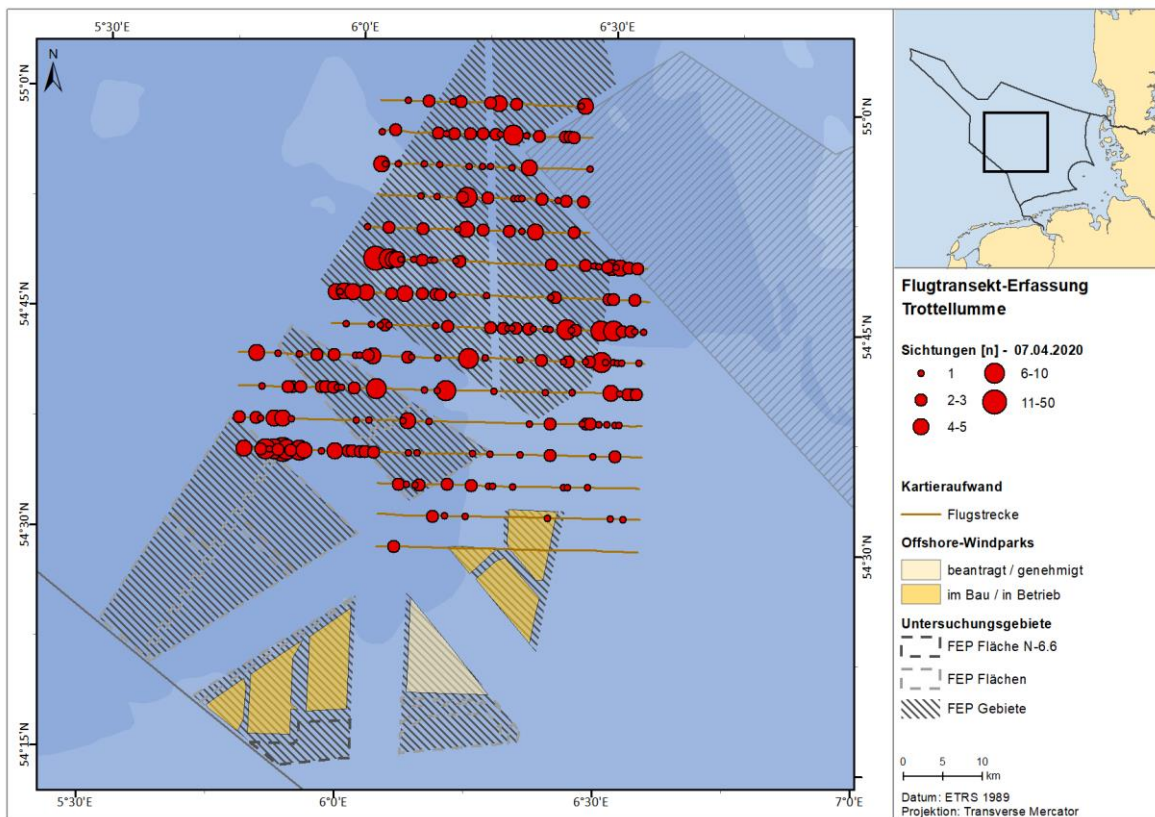 5°30'E
6°0'E
6°30'E
N
55°0'N
54°45'N
54°30'N
54°15'N
55°0'N
54°45'N
54°30'N
5°30'E
6°0'E
6°30'E
7°0'E
Flugtransekt-Erfassung
Trottellumme
Sichtungen [n] - 07.04.2020
1
6-10
2-3
11-50
4-5
Kartieraufwand
Flugstrecke
Offshore-Windparks
beantragt / genehmigt
im Bau / in Betrieb
Untersuchungsgebiete
FEP Fläche N-6.6
FEP Flächen
FEP Gebiete
0 5 10
km
Datum: ETRS 1989
Projektion: Transverse Mercator